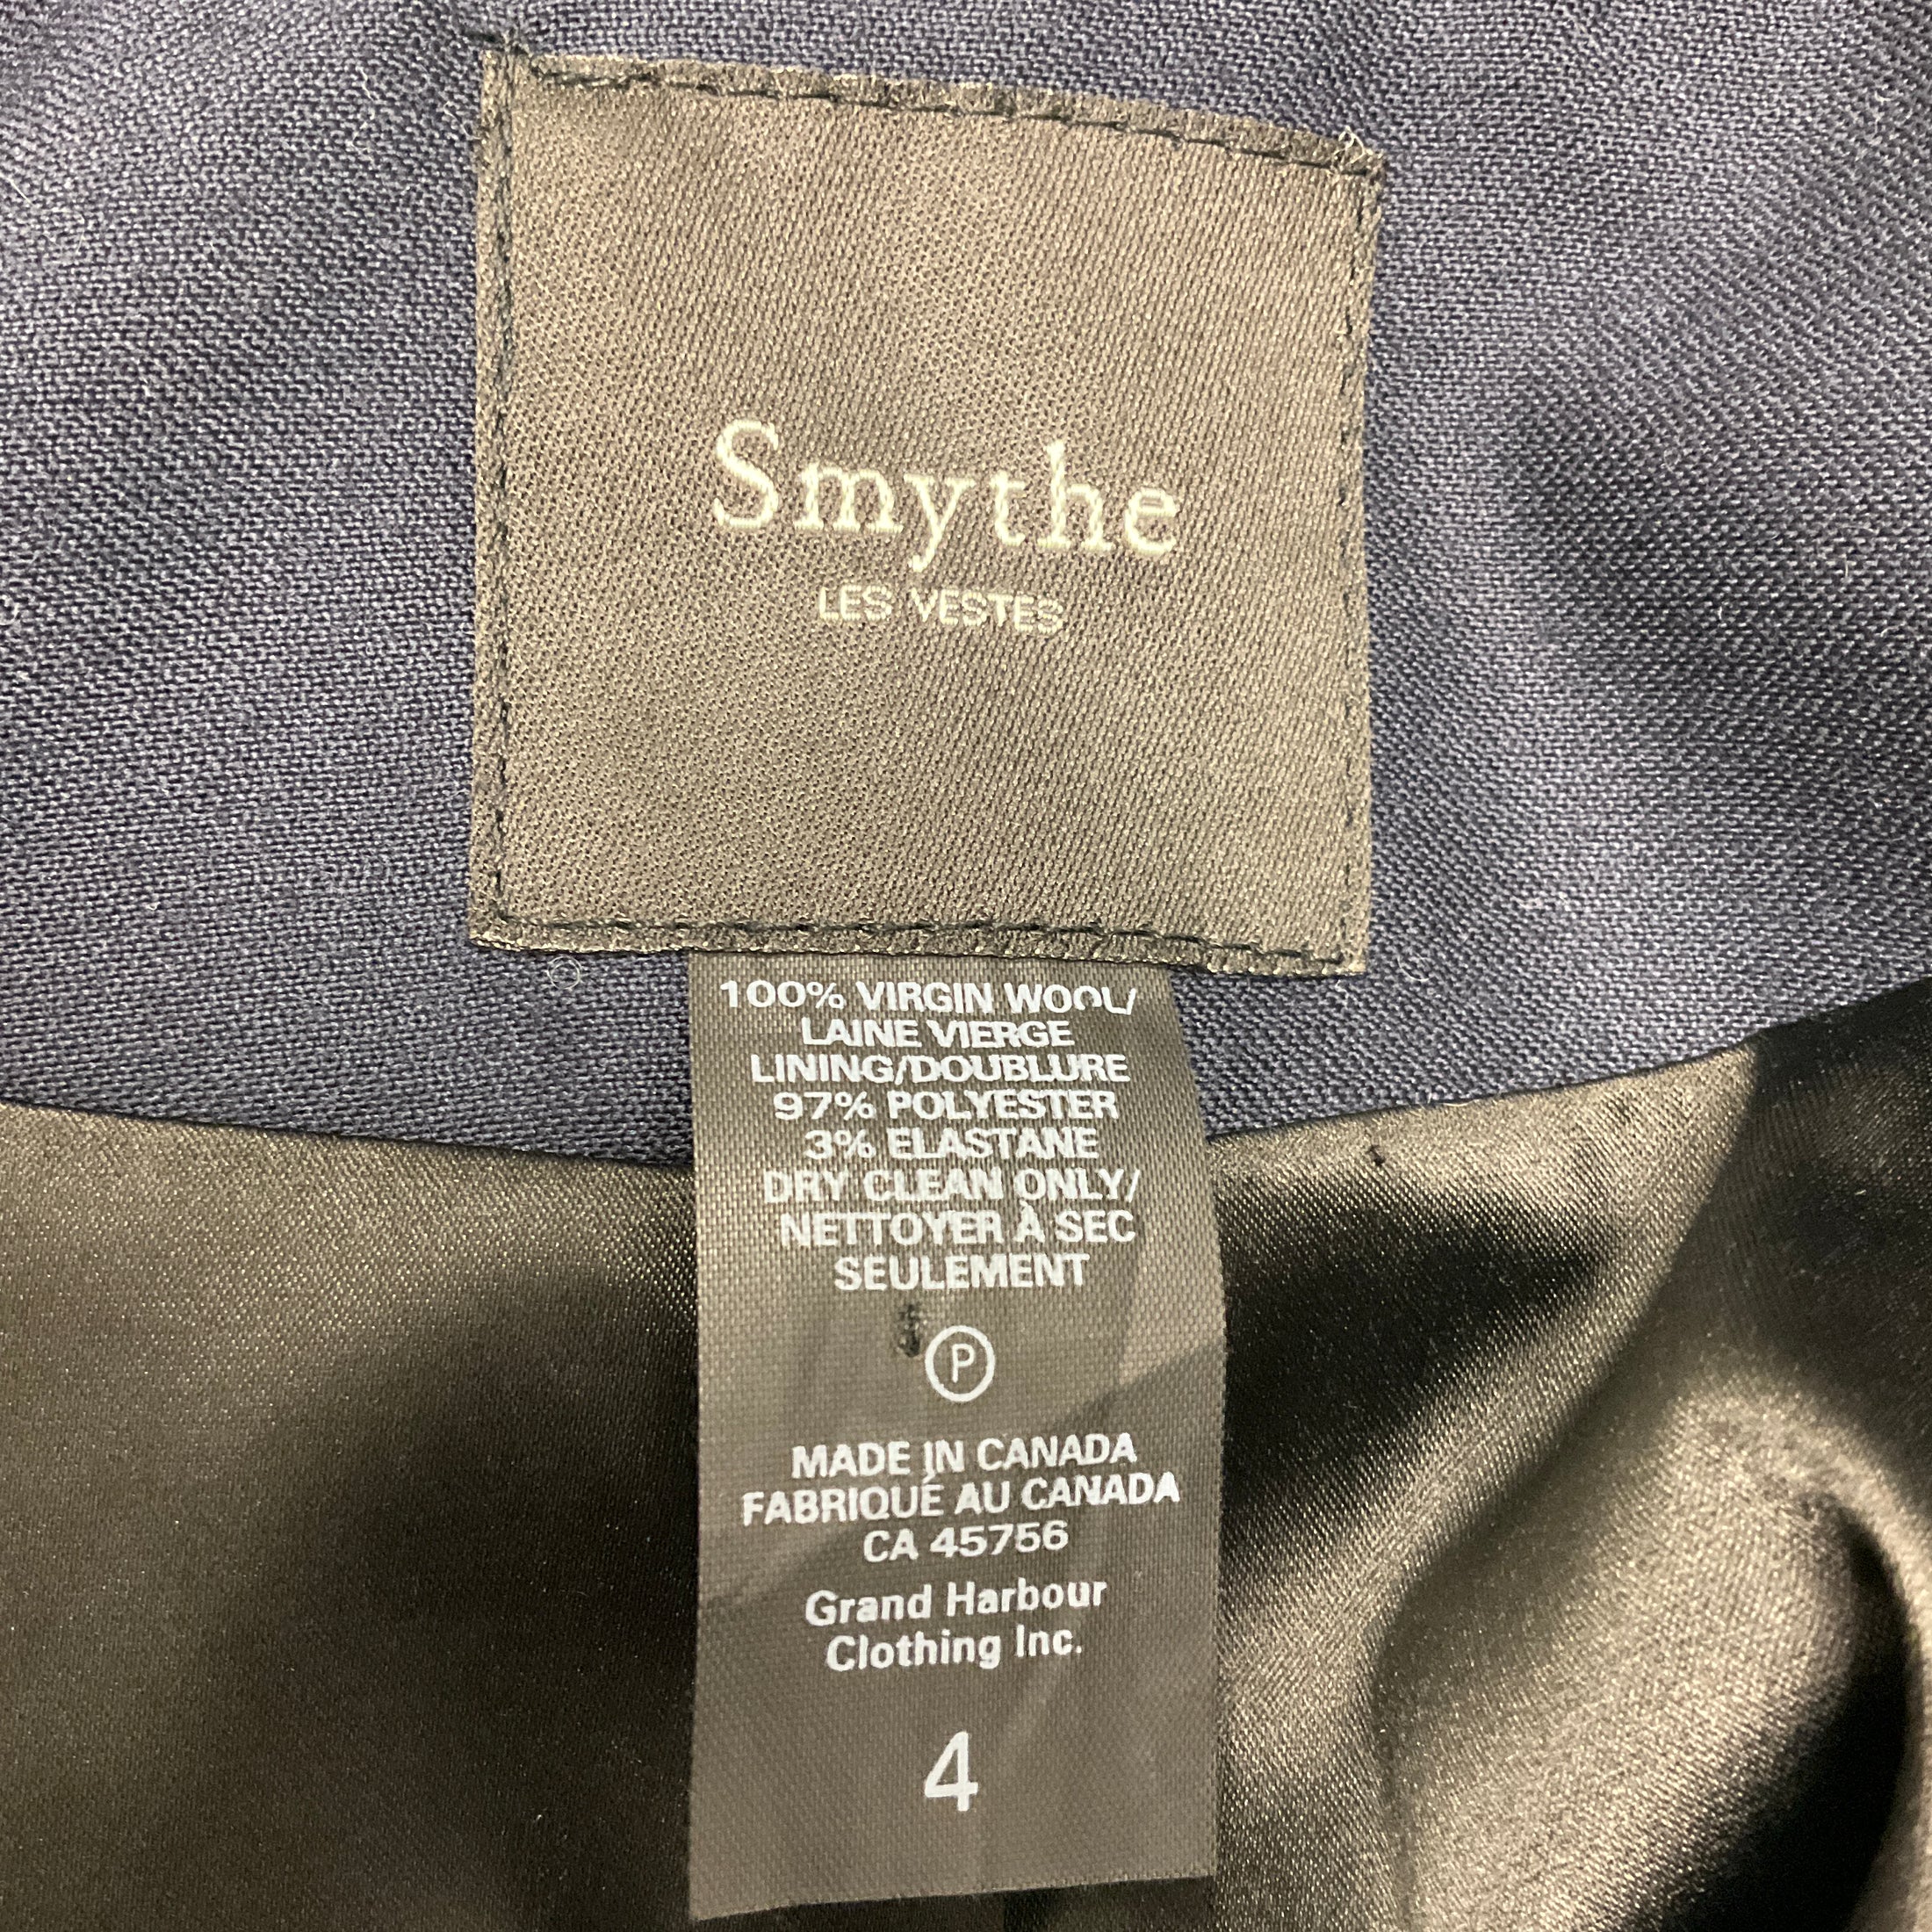 Smythe
LES VESTES
100% VIRGIN WOOL/
LAINE VIERGE
LINING/DOUBLURE
97% POLYESTER
3% ELASTANE
DRY CLEAN ONLY/
NETTOYER À SEC
SEULEMENT
P
MADE IN CANADA
FABRIQUÉ AU CANADA
CA 45756
Grand Harbour
Clothing Inc.
4